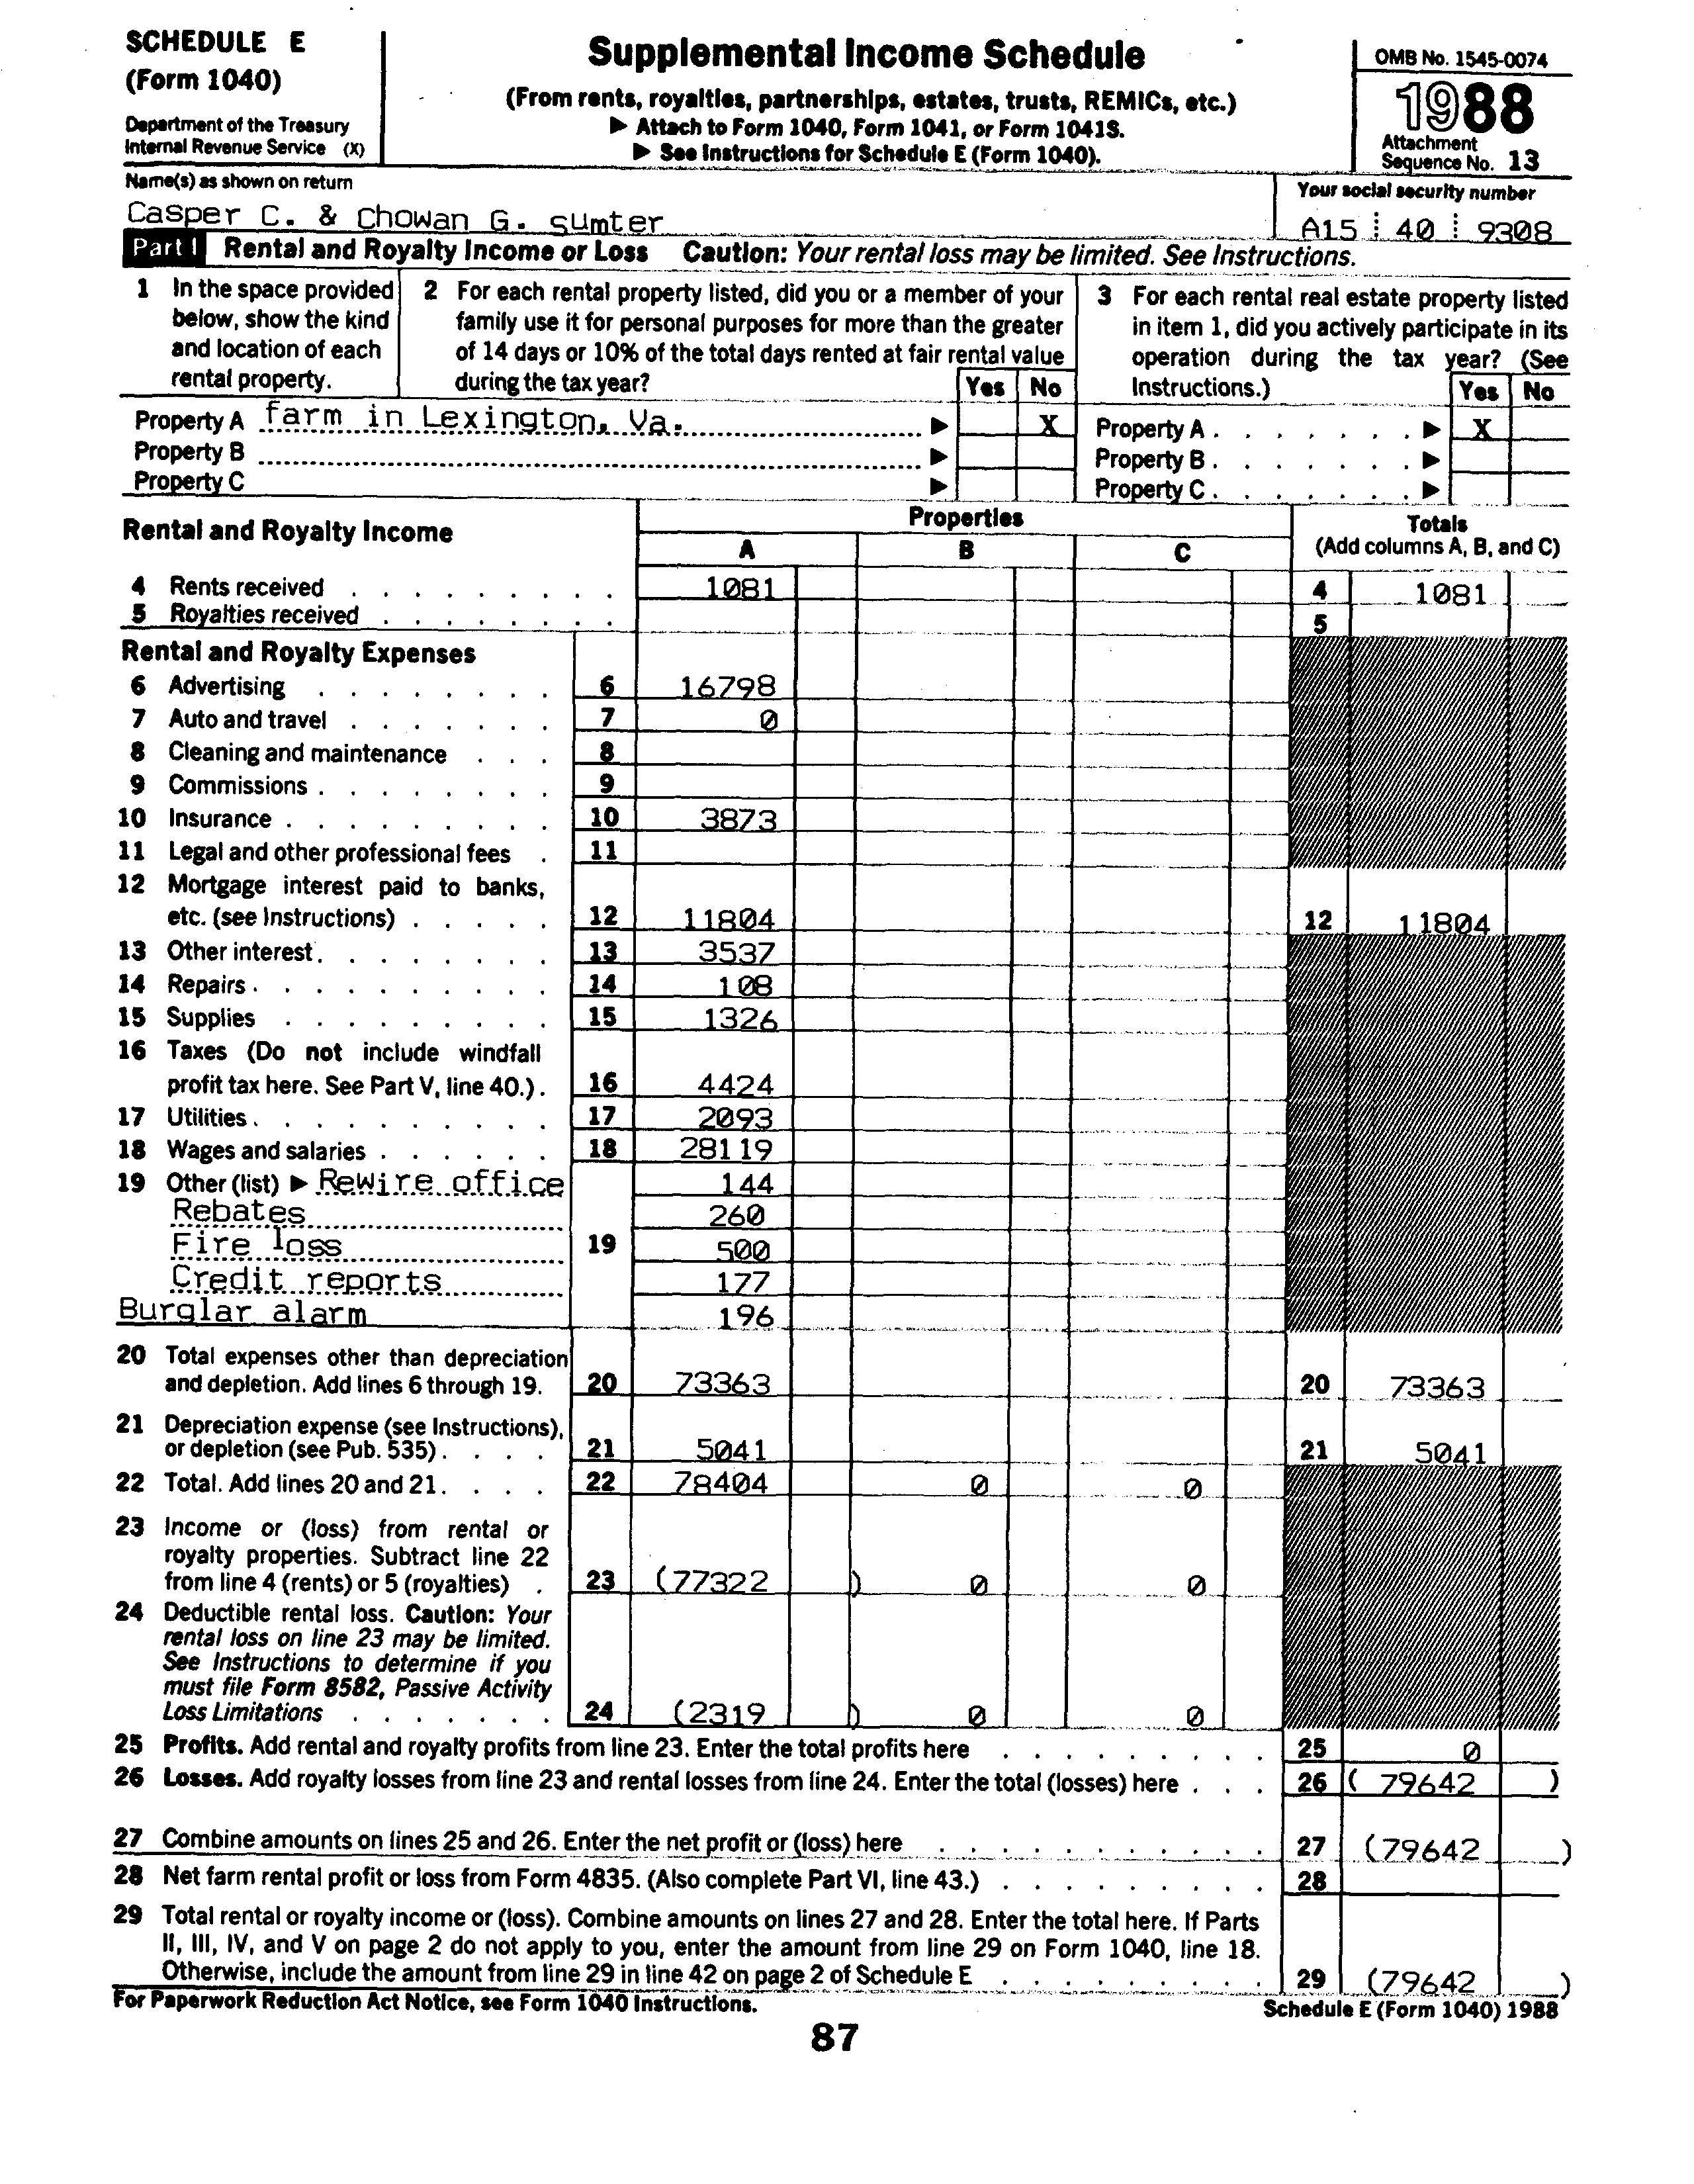 SCHEDULE E
(Form 1040)
Department of the Treasury
Internal Revenue Service (X)
Supplemental Income Schedule
(From rents, royalties, partnerships, estates, trusts, REMICs, etc.)
▶ Attach to Form 1040, Form 1041, or Form 1041S.
▶ See Instructions for Schedule E (Form 1040).
OMB No. 1545-0074
1988
Attachment
Sequence No. 13
Name(s) as shown on return
Casper C. & Chowan G. sumter
Your social security number
A15 40 9308
Part I Rental and Royalty Income or Loss Caution: Your rental loss may be limited. See Instructions.
1 In the space provided
below, show the kind
and location of each
rental property.
2 For each rental property listed, did you or a member of your
family use it for personal purposes for more than the greater
of 14 days or 10% of the total days rented at fair rental value
during the tax year?
Yes No
3 For each rental real estate property listed
in item 1, did you actively participate in its
operation during the tax year? (See
Instructions.)
Yes No
Property A farm in Lexington, Va. ▶ X Property A . . . . . . . ▶ X
Property B ▶ Property B . . . . . . . ▶
Property C ▶ Property C . . . . . . . ▶
Rental and Royalty Income
Properties
A B C
Totals
(Add columns A, B, and C)
4 Rents received . . . . . . . . . 1081 4 1081
5 Royalties received . . . . . . . . 5
Rental and Royalty Expenses
6 Advertising . . . . . . . . 6 16798
7 Auto and travel . . . . . . . 7 0
8 Cleaning and maintenance . . . 8
9 Commissions . . . . . . . . 9
10 Insurance . . . . . . . . . 10 3873
11 Legal and other professional fees . 11
12 Mortgage interest paid to banks,
etc. (see Instructions) . . . . . 12 11804 12 11804
13 Other interest . . . . . . . . 13 3537
14 Repairs . . . . . . . . . . 14 108
15 Supplies . . . . . . . . . 15 1326
16 Taxes (Do not include windfall
profit tax here. See Part V, line 40.) . 16 4424
17 Utilities . . . . . . . . . . 17 2093
18 Wages and salaries . . . . . . 18 28119
19 Other (list) ▶ Rewire office 144
Rebates 260
Fire loss 19 500
Credit reports 177
Burglar alarm 196
20 Total expenses other than depreciation
and depletion. Add lines 6 through 19. 20 73363 20 73363
21 Depreciation expense (see Instructions),
or depletion (see Pub. 535) . . . . 21 5041 21 5041
22 Total. Add lines 20 and 21 . . . . 22 78404 0 0
23 Income or (loss) from rental or
royalty properties. Subtract line 22
from line 4 (rents) or 5 (royalties) . 23 (77322 ) 0 0
24 Deductible rental loss. Caution: Your
rental loss on line 23 may be limited.
See Instructions to determine if you
must file Form 8582, Passive Activity
Loss Limitations . . . . . . . 24 (2319 ) 0 0
25 Profits. Add rental and royalty profits from line 23. Enter the total profits here . . . . . . . . . 25 0
26 Losses. Add royalty losses from line 23 and rental losses from line 24. Enter the total (losses) here . . . 26 ( 79642 )
27 Combine amounts on lines 25 and 26. Enter the net profit or (loss) here . . . . . . . . . . . 27 (79642 )
28 Net farm rental profit or loss from Form 4835. (Also complete Part VI, line 43.) . . . . . . . . . 28
29 Total rental or royalty income or (loss). Combine amounts on lines 27 and 28. Enter the total here. If Parts
II, III, IV, and V on page 2 do not apply to you, enter the amount from line 29 on Form 1040, line 18.
Otherwise, include the amount from line 29 in line 42 on page 2 of Schedule E . . . . . . . . . 29 (79642 )
For Paperwork Reduction Act Notice, see Form 1040 Instructions.
Schedule E (Form 1040) 1988
87